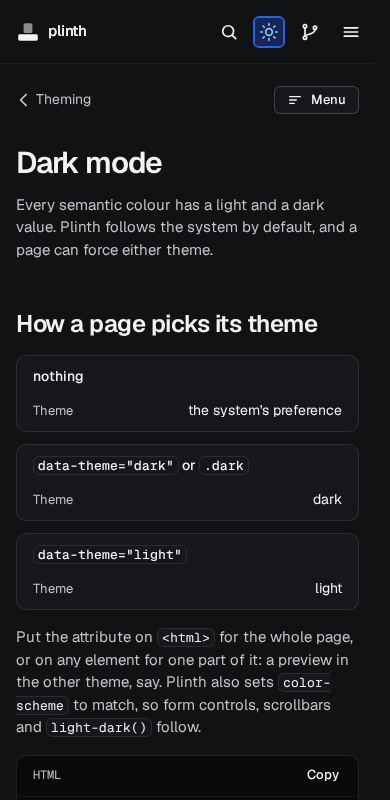 plinth
Theming
Menu
Dark mode
Every semantic colour has a light and a dark
value. Plinth follows the system by default, and a
page can force either theme.
How a page picks its theme
nothing
Theme the system's preference
data-theme="dark" or .dark
Theme dark
data-theme="light"
Theme light
Put the attribute on <html> for the whole page,
or on any element for one part of it: a preview in
the other theme, say. Plinth also sets color-
scheme to match, so form controls, scrollbars
and light-dark() follow.
HTML Copy